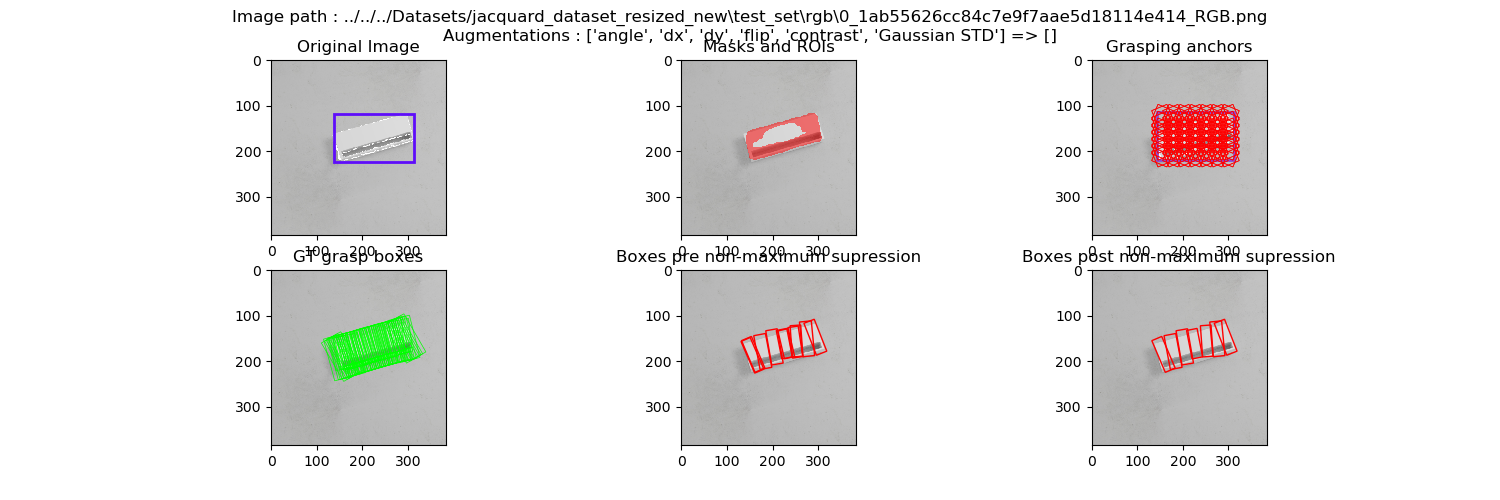 Image path : ../../../Datasets/jacquard_dataset_resized_new\test_set\rgb\0_1ab55626cc84c7e9f7aae5d18114e414_RGB.png
Augmentations : ['angle', 'dx', 'dy', 'flip', 'contrast', 'Gaussian STD'] => []
Original Image
Masks and ROIs
Grasping anchors
0
100
200
300
0 100 200 300
0
100
200
300
0 100 200 300
0
100
200
300
0 100 200 300
GT grasp boxes
Boxes pre non-maximum supression
Boxes post non-maximum supression
0
100
200
300
0 100 200 300
0
100
200
300
0 100 200 300
0
100
200
300
0 100 200 300